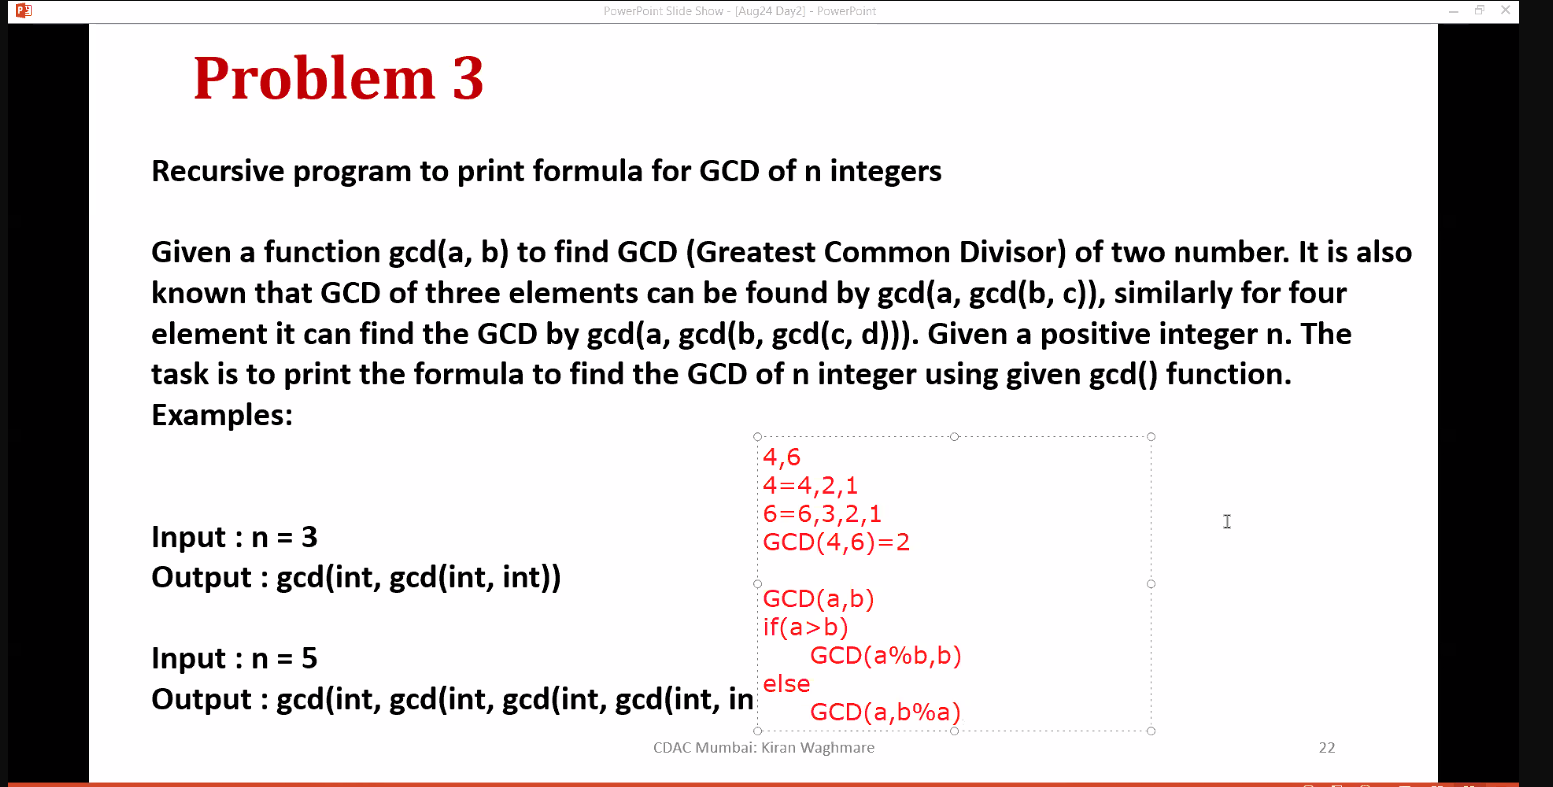 PowerPoint Slide Show - [Aug24 Day2] - PowerPoint
Problem 3
Recursive program to print formula for GCD of n integers
Given a function gcd(a, b) to find GCD (Greatest Common Divisor) of two number. It is also
known that GCD of three elements can be found by gcd(a, gcd(b, c)), similarly for four
element it can find the GCD by gcd(a, gcd(b, gcd(c, d))). Given a positive integer n. The
task is to print the formula to find the GCD of n integer using given gcd() function.
Examples:
Input : n = 3
Output : gcd(int, gcd(int, int))
Input : n = 5
Output : gcd(int, gcd(int, gcd(int, gcd(int, in
4,6
4=4,2,1
6=6,3,2,1
GCD(4,6)=2
GCD(a,b)
if(a>b)
GCD(a%b,b)
else
GCD(a,b%a)
CDAC Mumbai: Kiran Waghmare
22